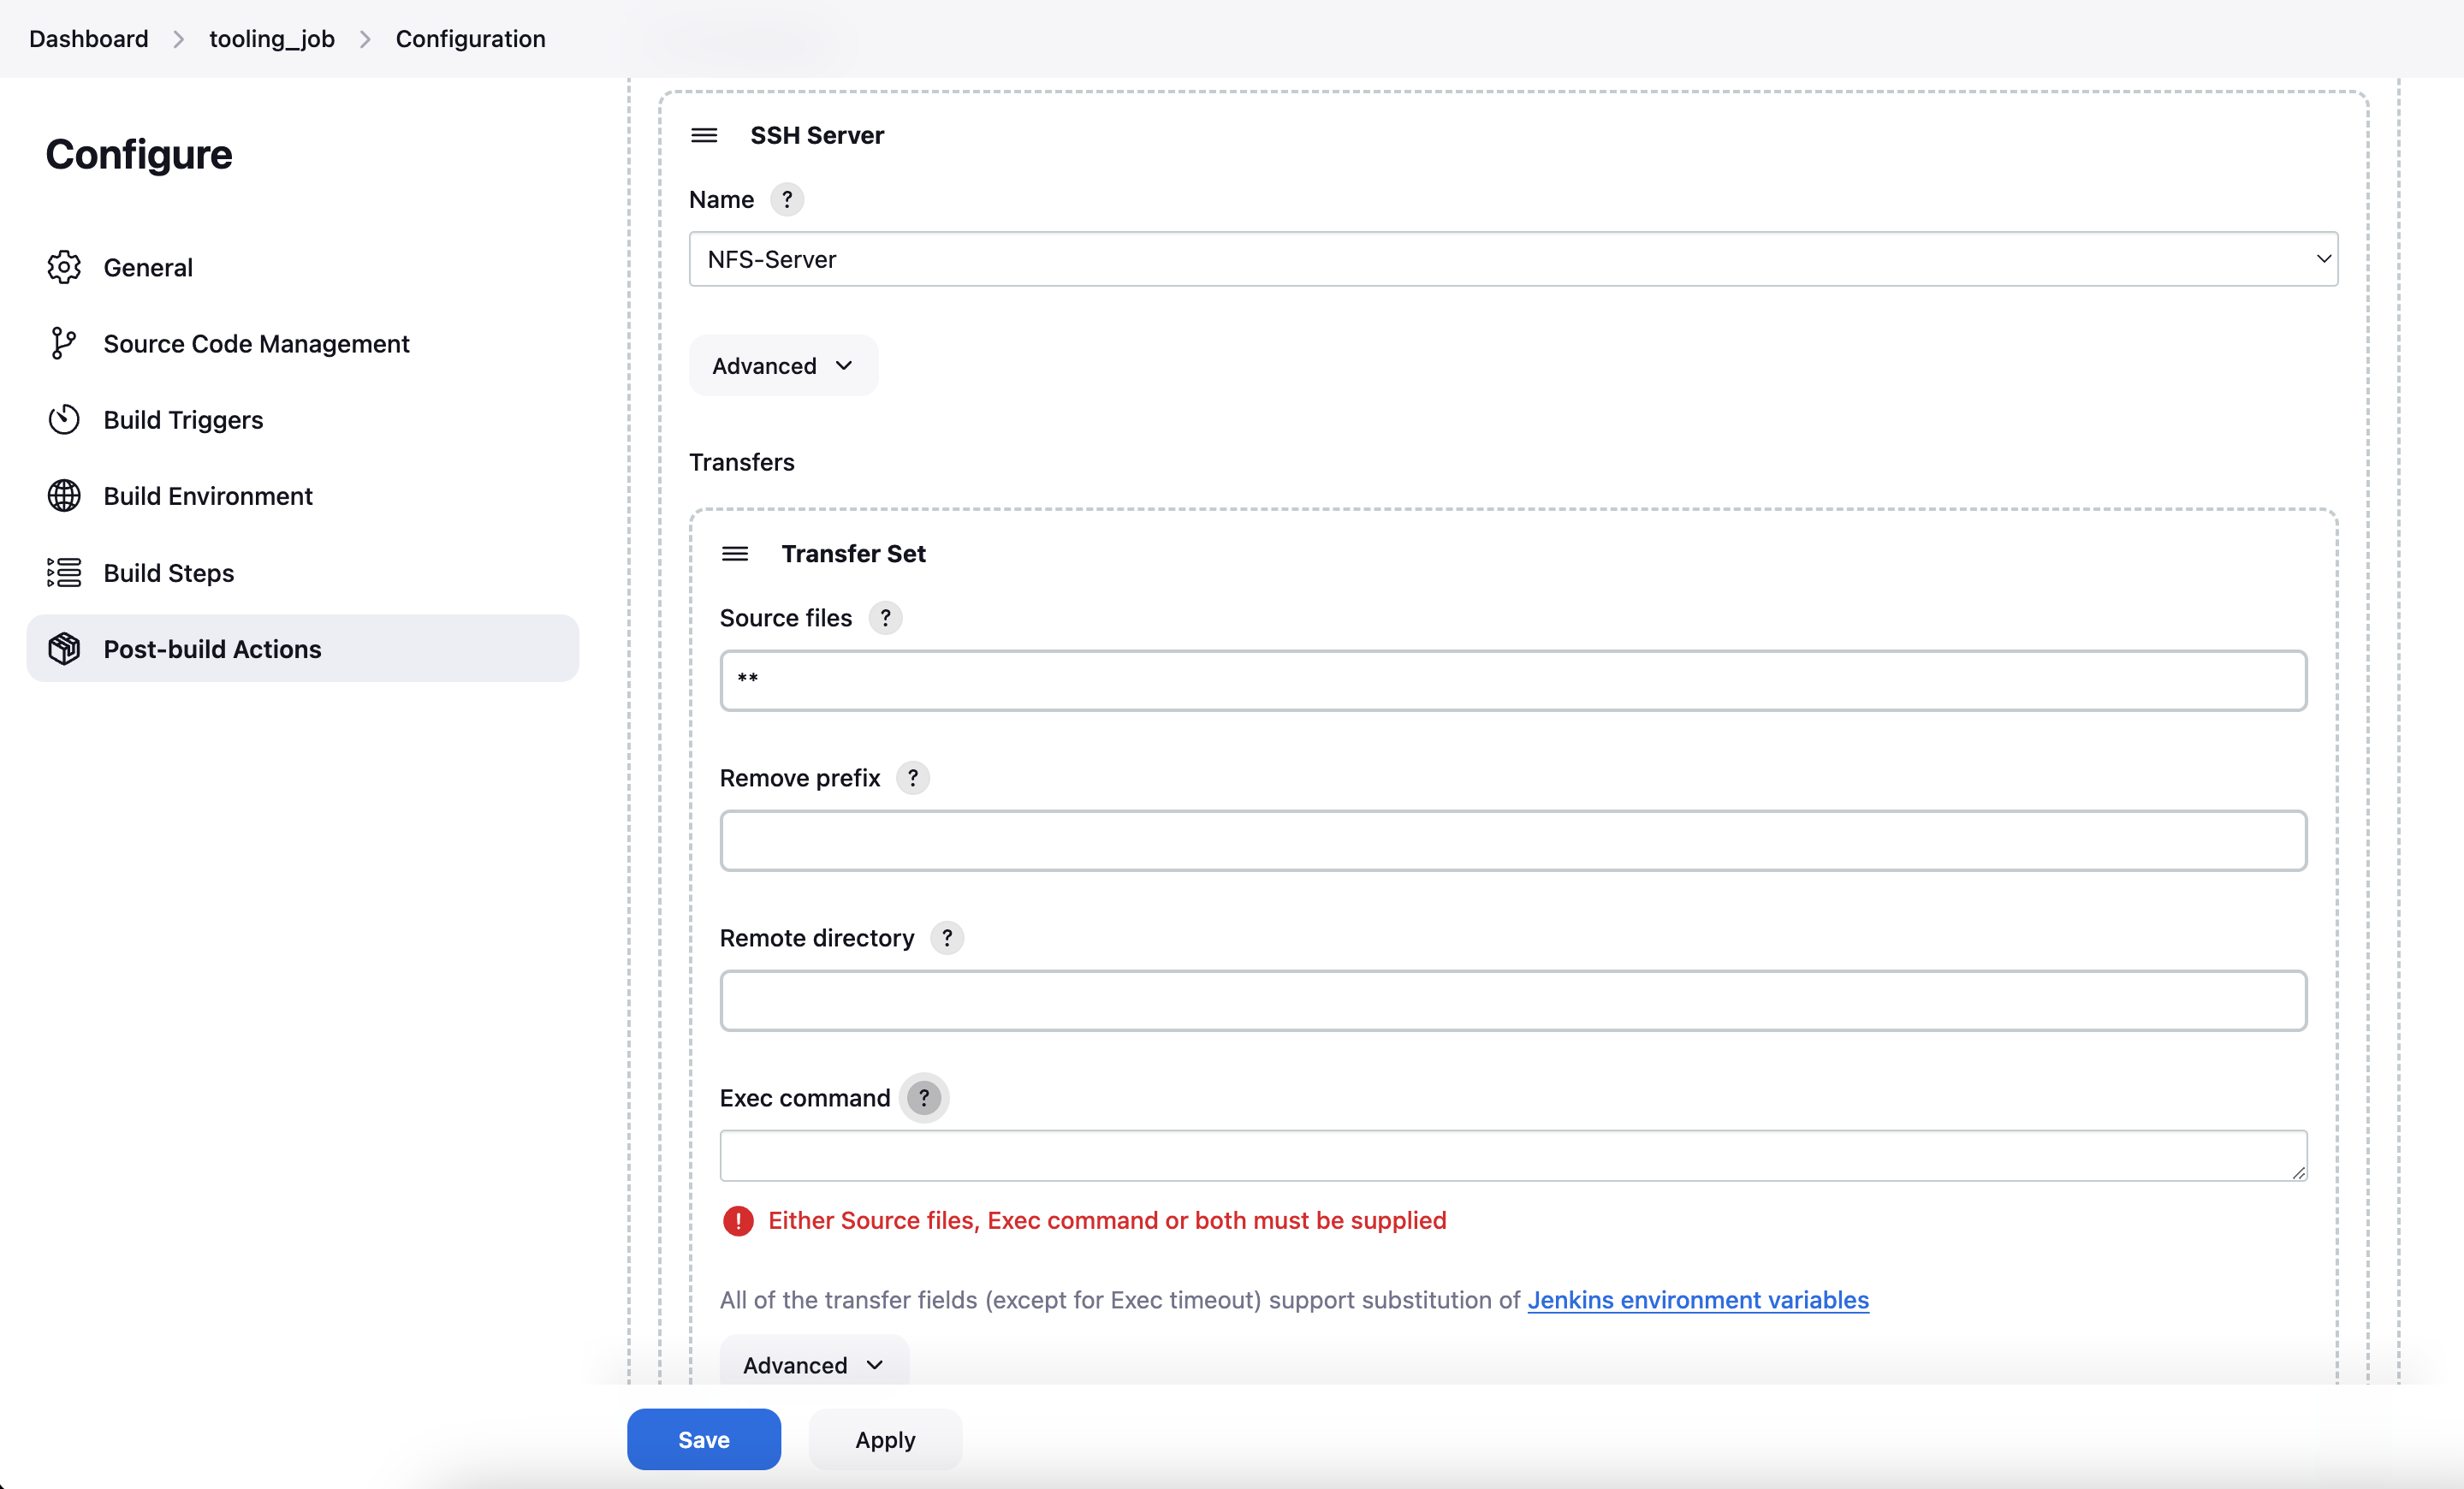 Dashboard > tooling_job > Configuration
Configure
General
Source Code Management
Build Triggers
Build Environment
Build Steps
Post-build Actions
SSH Server
Name ?
NFS-Server
Advanced
Transfers
Transfer Set
Source files ?
**
Remove prefix ?
Remote directory ?
Exec command ?
! Either Source files, Exec command or both must be supplied
All of the transfer fields (except for Exec timeout) support substitution of Jenkins environment variables
Advanced
Save Apply